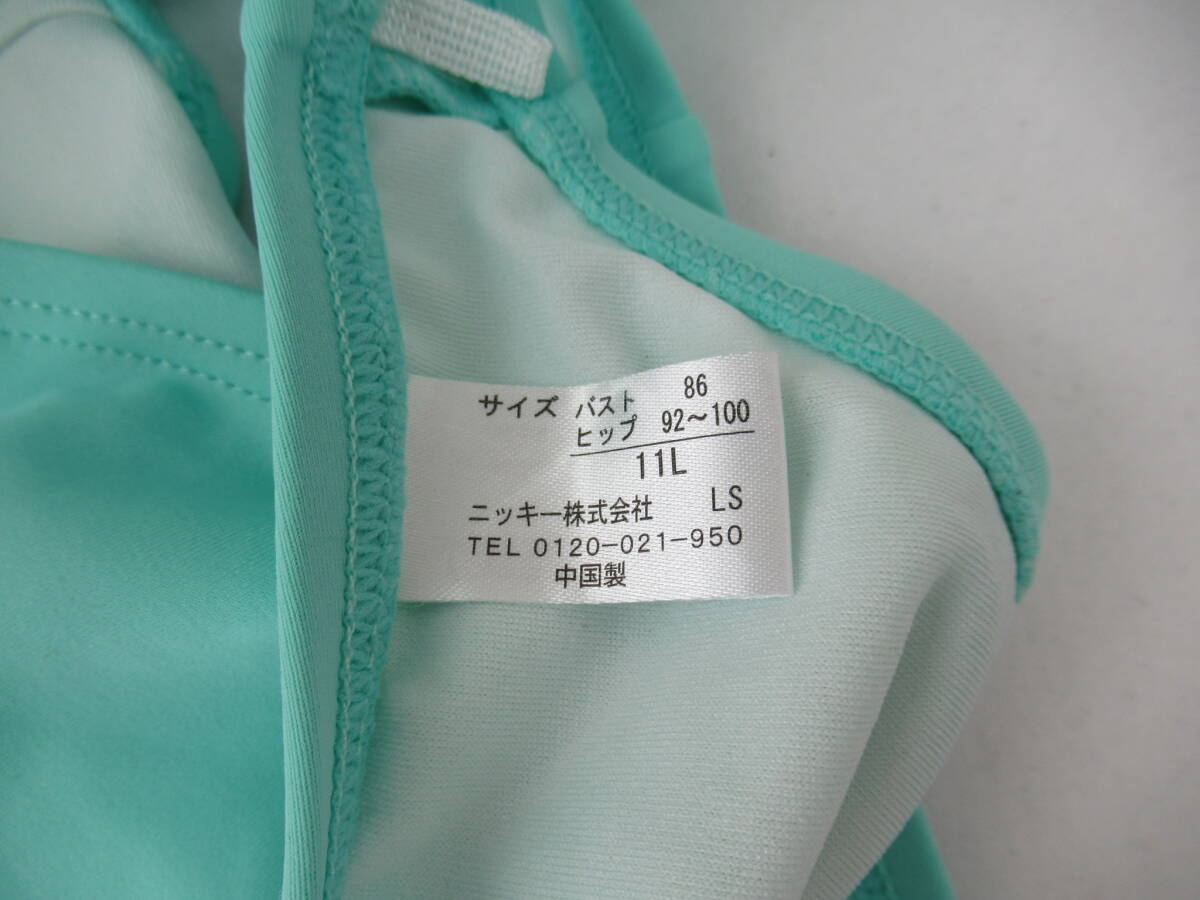 サイズ バスト 86
ヒップ 92～100
11L
ニッキー株式会社 LS
TEL 0120-021-950
中国製